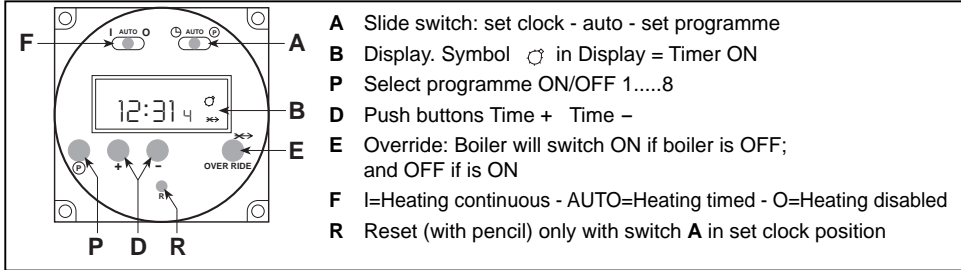 I AUTO O
AUTO P
F
A
12:31 4
B
P
+
−
OVER RIDE
E
R
P
D
R
A Slide switch: set clock - auto - set programme
B Display. Symbol in Display = Timer ON
P Select programme ON/OFF 1.....8
D Push buttons Time + Time −
E Override: Boiler will switch ON if boiler is OFF;
and OFF if is ON
F I=Heating continuous - AUTO=Heating timed - O=Heating disabled
R Reset (with pencil) only with switch A in set clock position